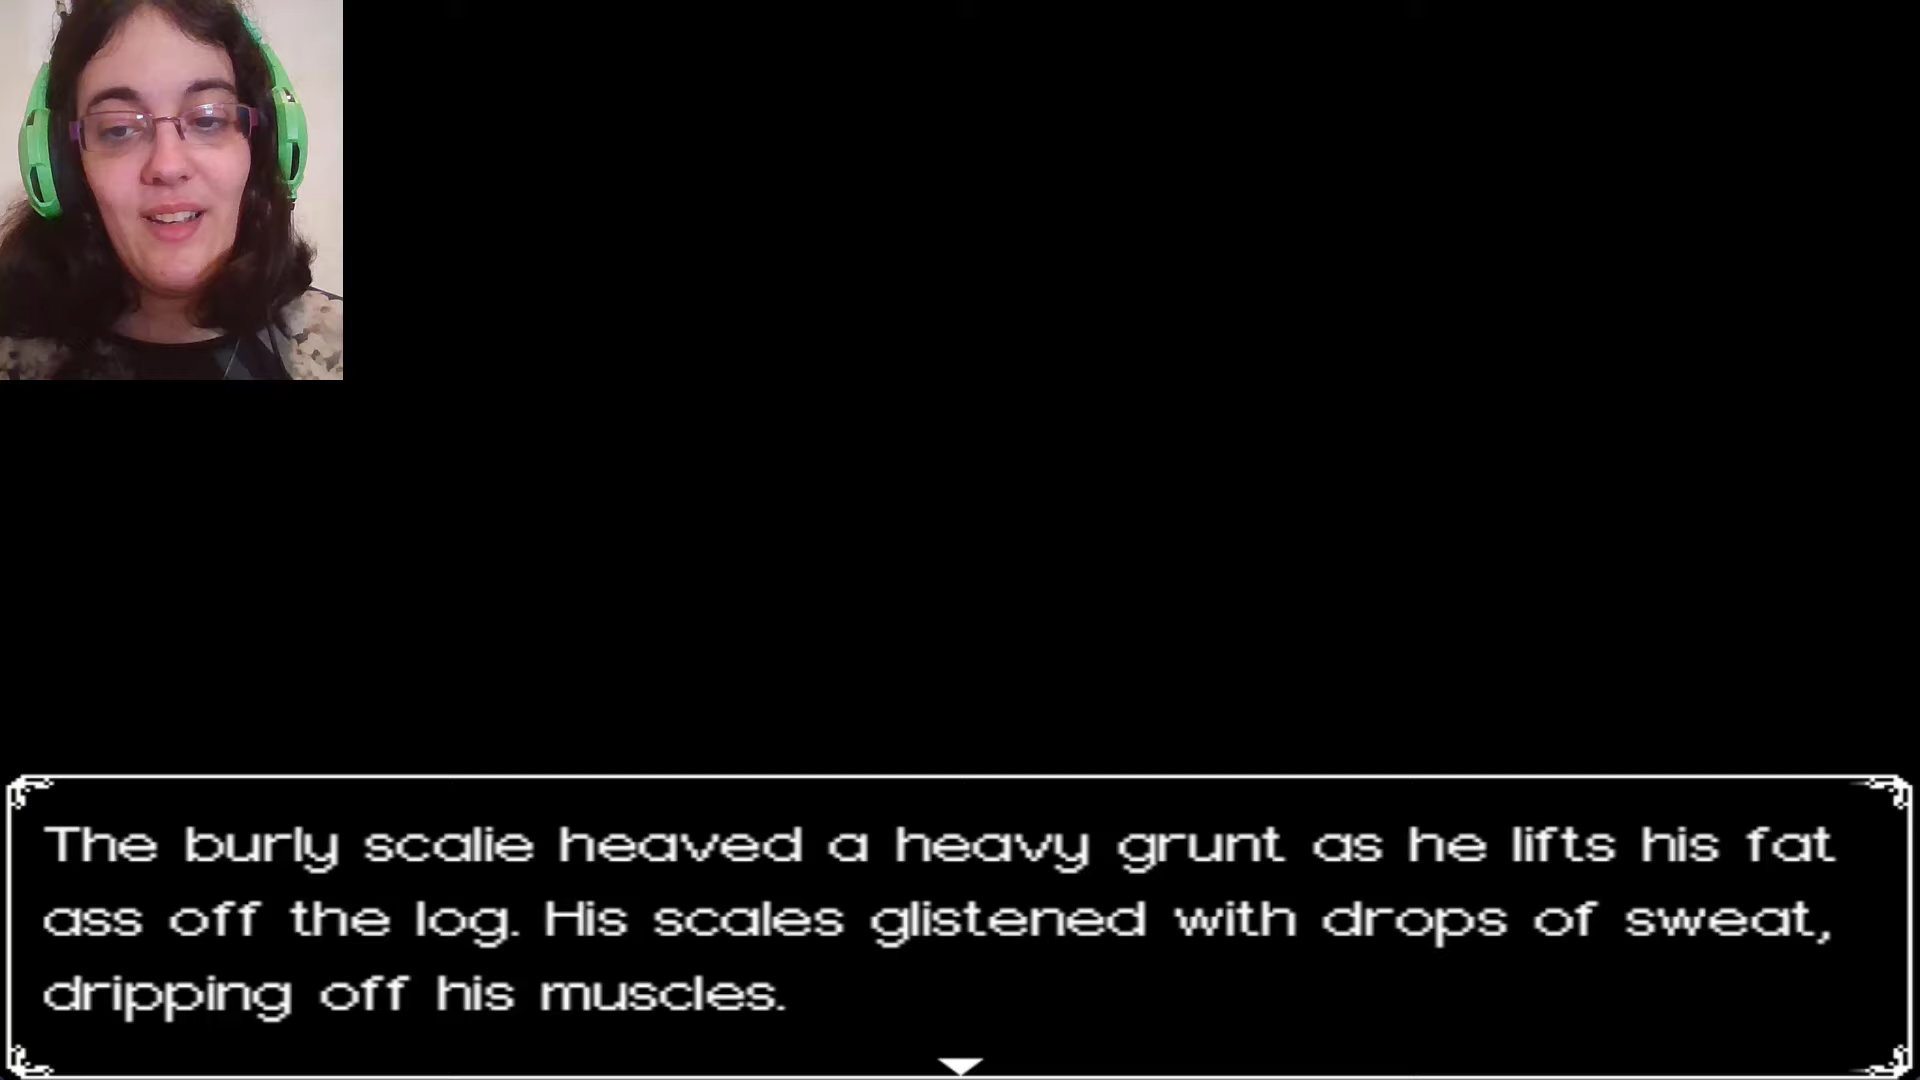 The burly scalie heaved a heavy grunt as he lifts his fat
ass off the log. His scales glistened with drops of sweat,
dripping off his muscles.